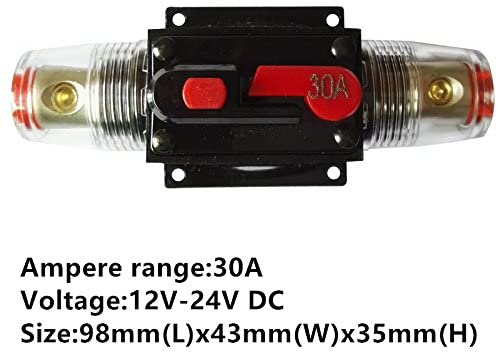 30A
Ampere range:30A
Voltage:12V-24V DC
Size:98mm(L)x43mm(W)x35mm(H)